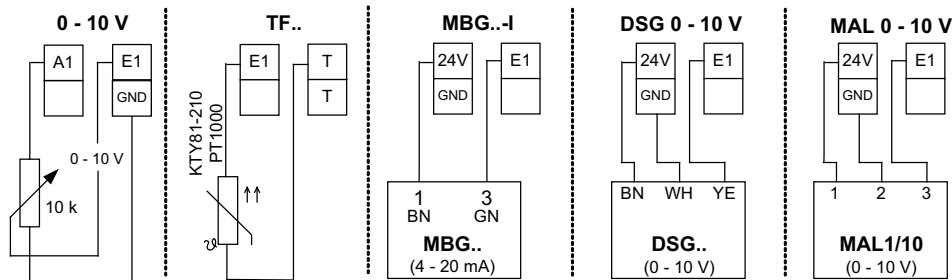 0 - 10 V
A1
E1
GND
0 - 10 V
10 k
TF..
E1
T
T
KTY81-210
PT1000
ϑ
MBG..-I
24V
E1
GND
1
3
BN
GN
MBG..
(4 - 20 mA)
DSG 0 - 10 V
24V
E1
GND
BN WH YE
DSG..
(0 - 10 V)
MAL 0 - 10 V
24V
E1
GND
1 2 3
MAL1/10
(0 - 10 V)